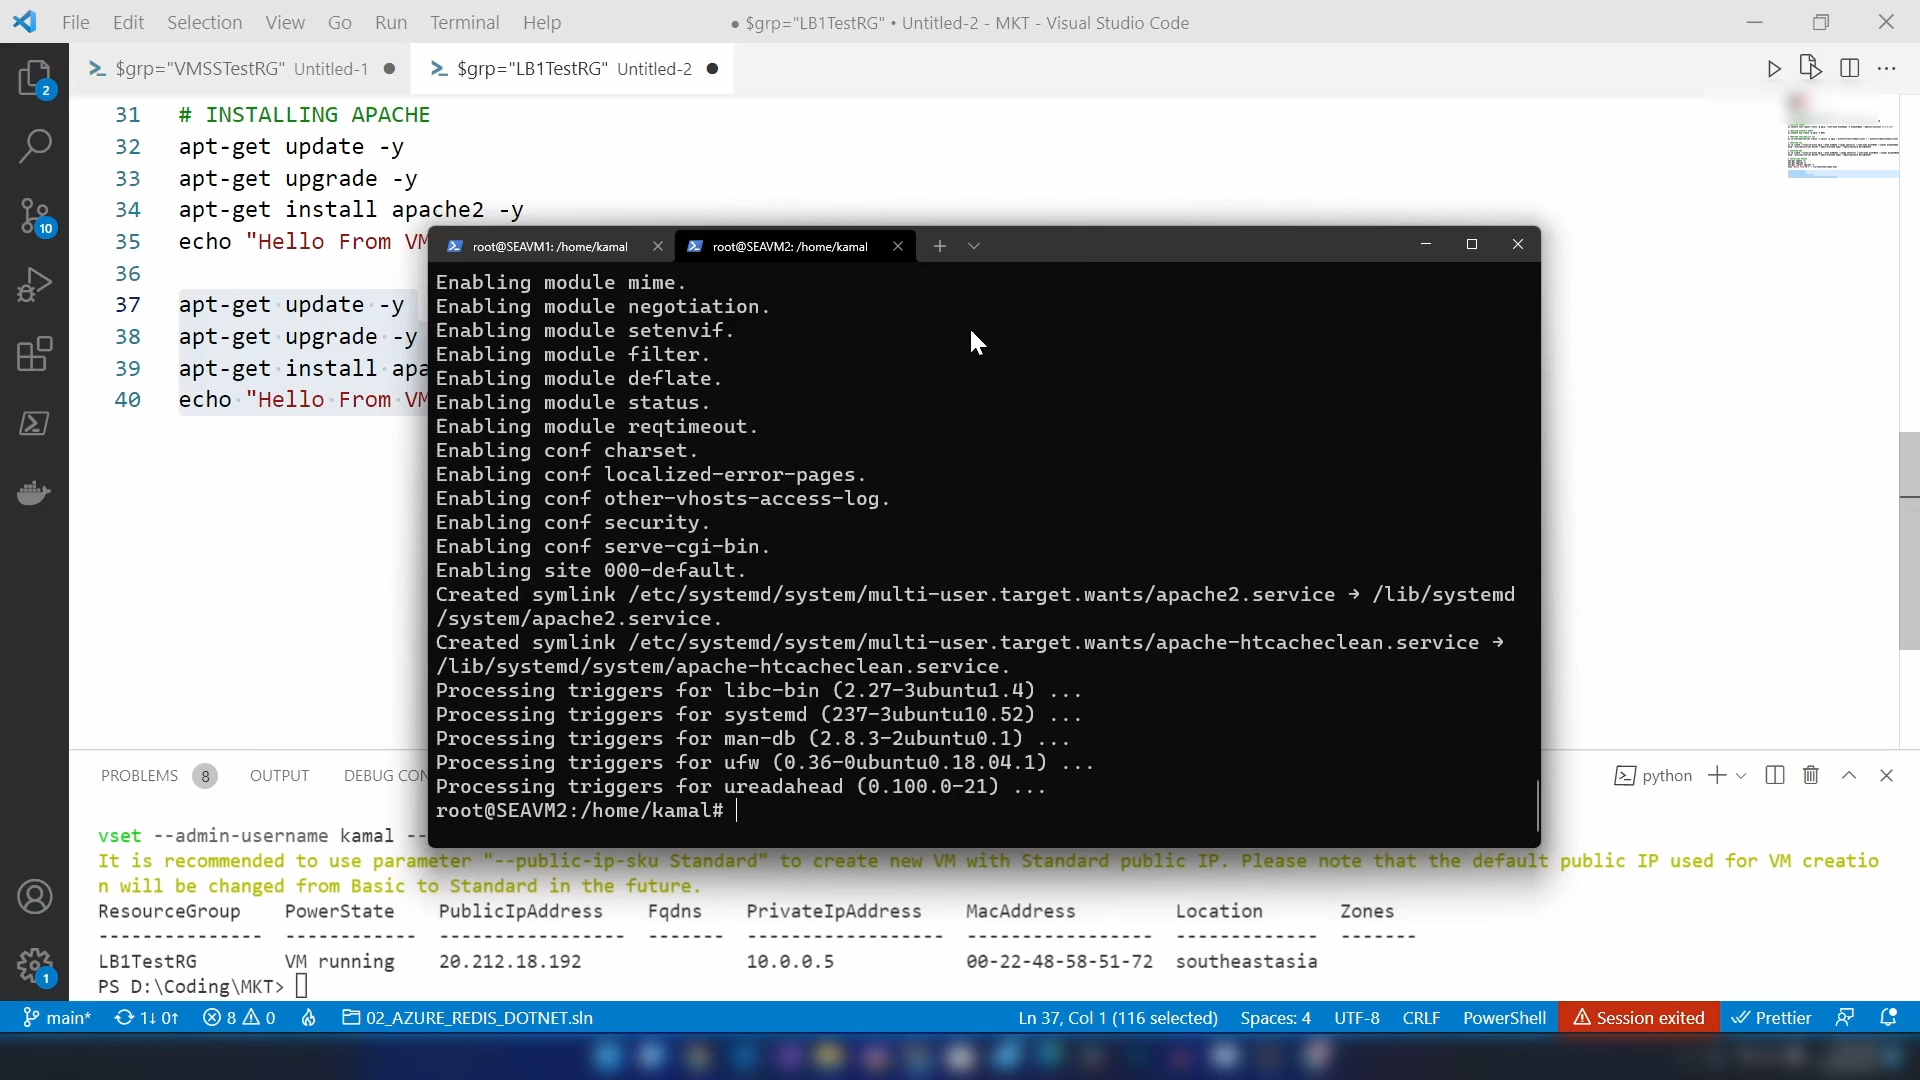 File Edit Selection View Go Run Terminal Help
● $grp="LB1TestRG" • Untitled-2 - MKT - Visual Studio Code
$grp="VMSSTestRG" Untitled-1 ●
$grp="LB1TestRG" Untitled-2 ●
31 # INSTALLING APACHE
32 apt-get update -y
33 apt-get upgrade -y
34 apt-get install apache2 -y
35 echo "Hello From VM
36
37 apt-get update -y
38 apt-get upgrade -y
39 apt-get install apa
40 echo "Hello From VM
root@SEAVM1: /home/kamal
root@SEAVM2: /home/kamal
Enabling module mime.
Enabling module negotiation.
Enabling module setenvif.
Enabling module filter.
Enabling module deflate.
Enabling module status.
Enabling module reqtimeout.
Enabling conf charset.
Enabling conf localized-error-pages.
Enabling conf other-vhosts-access-log.
Enabling conf security.
Enabling conf serve-cgi-bin.
Enabling site 000-default.
Created symlink /etc/systemd/system/multi-user.target.wants/apache2.service → /lib/systemd
/system/apache2.service.
Created symlink /etc/systemd/system/multi-user.target.wants/apache-htcacheclean.service →
/lib/systemd/system/apache-htcacheclean.service.
Processing triggers for libc-bin (2.27-3ubuntu1.4) ...
Processing triggers for systemd (237-3ubuntu10.52) ...
Processing triggers for man-db (2.8.3-2ubuntu0.1) ...
Processing triggers for ufw (0.36-0ubuntu0.18.04.1) ...
Processing triggers for ureadahead (0.100.0-21) ...
root@SEAVM2:/home/kamal#
PROBLEMS 8 OUTPUT DEBUG CON
python
vset --admin-username kamal --
It is recommended to use parameter "--public-ip-sku Standard" to create new VM with Standard public IP. Please note that the default public IP used for VM creatio
n will be changed from Basic to Standard in the future.
ResourceGroup PowerState PublicIpAddress Fqdns PrivateIpAddress MacAddress Location Zones
--------------- ------------ ----------------- ------- ------------------ ----------------- ------------- -------
LB1TestRG VM running 20.212.18.192 10.0.0.5 00-22-48-58-51-72 southeastasia
PS D:\Coding\MKT>
2
10
1
main* 1↓ 0↑ 8 0 02_AZURE_REDIS_DOTNET.sln Ln 37, Col 1 (116 selected) Spaces: 4 UTF-8 CRLF PowerShell Session exited Prettier